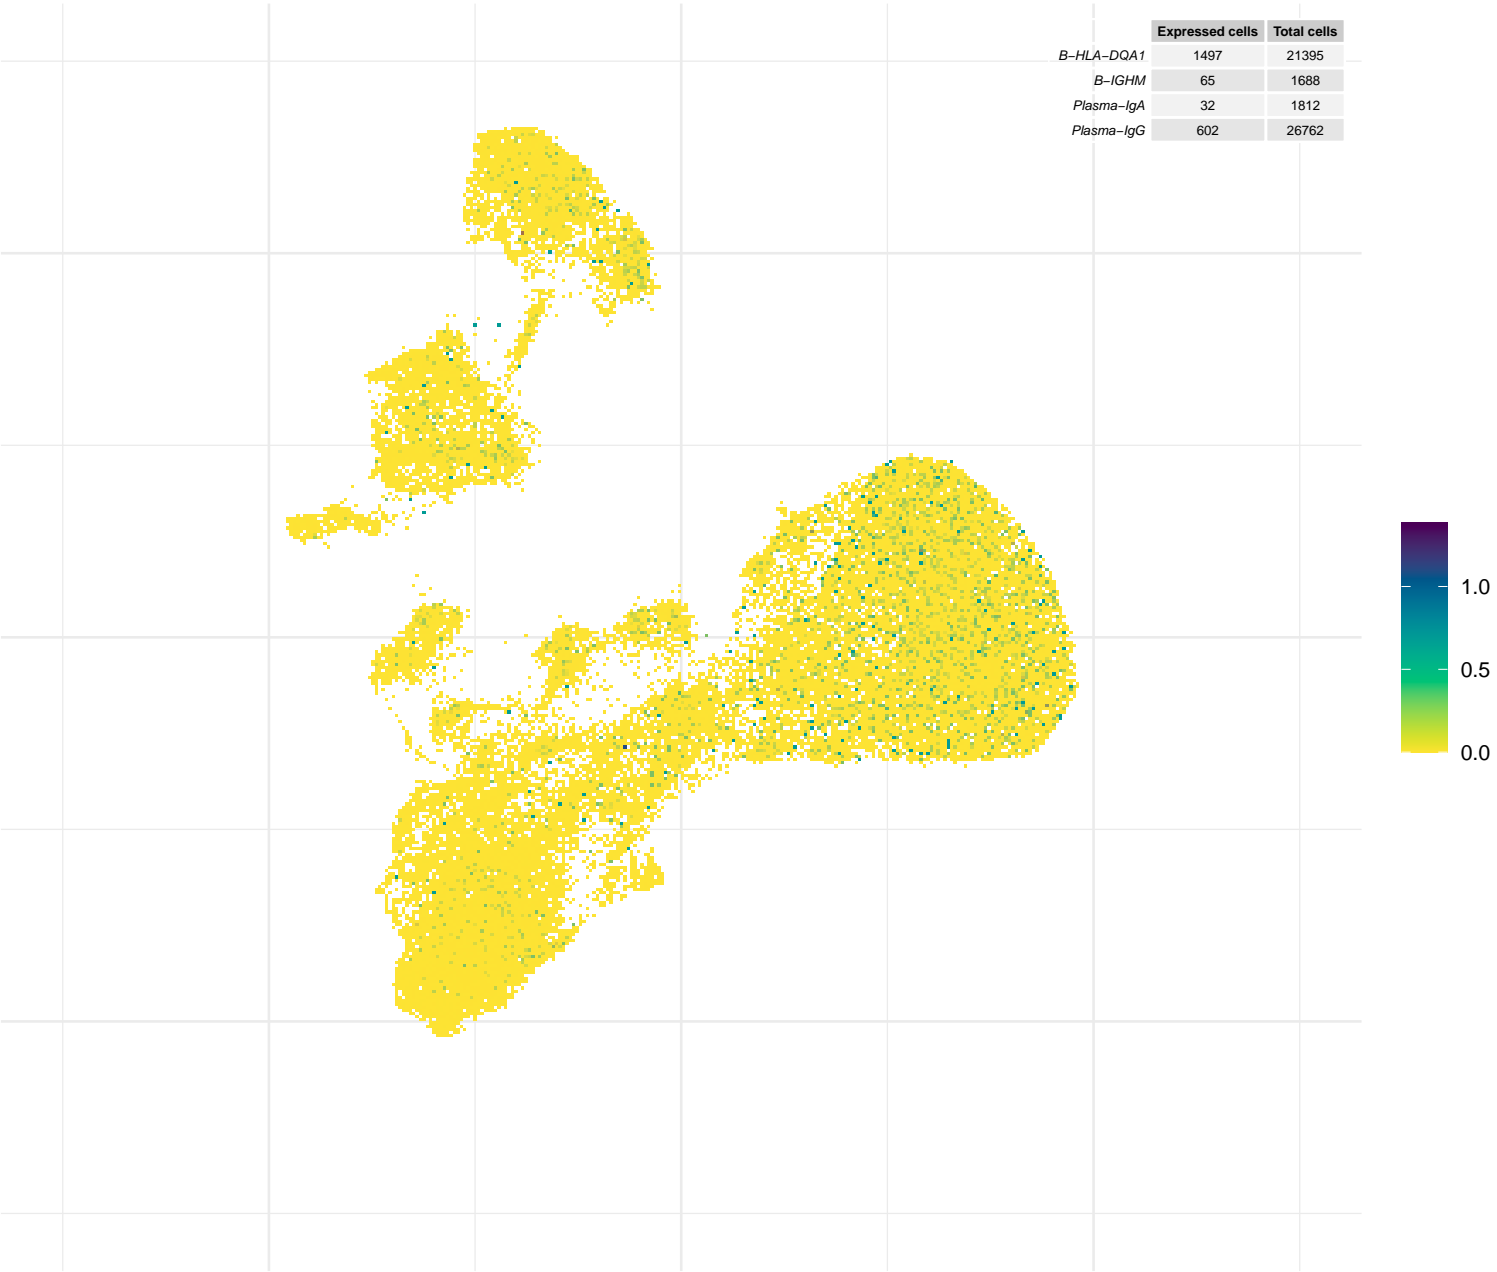 Expressed cells Total cells
B−HLA−DQA1 1497 21395
B−IGHM 65 1688
Plasma−IgA 32 1812
Plasma−IgG 602 26762
1.0
0.5
0.0